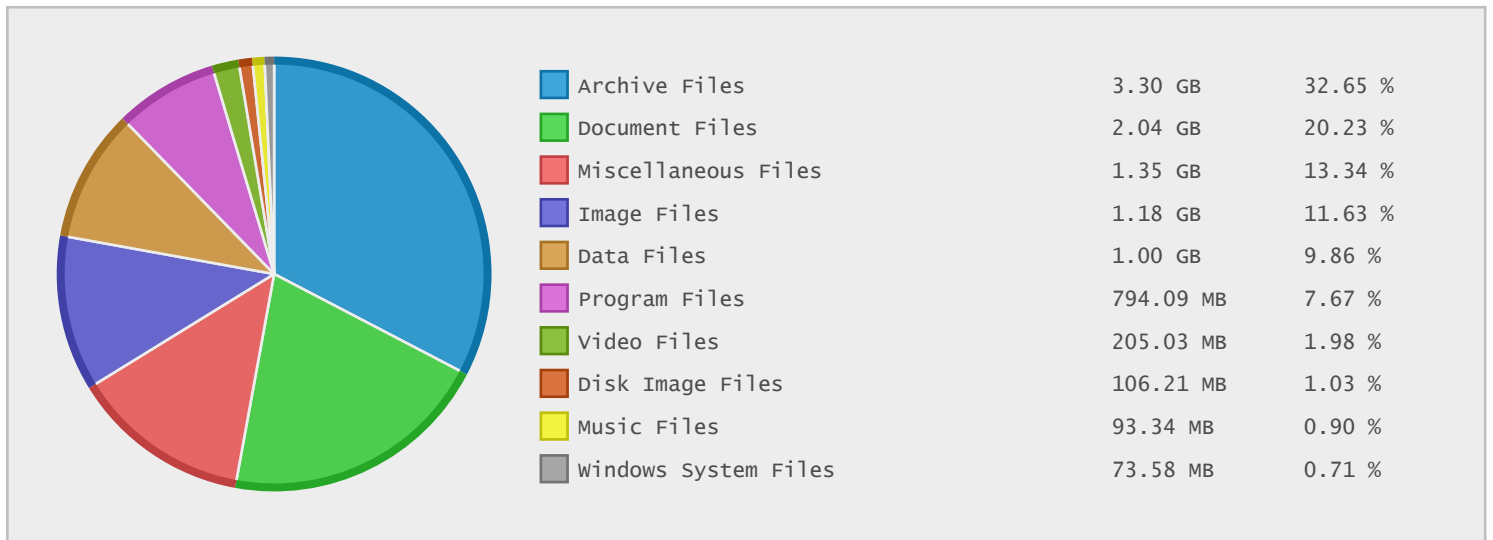 Archive Files 3.30 GB 32.65 %
Document Files 2.04 GB 20.23 %
Miscellaneous Files 1.35 GB 13.34 %
Image Files 1.18 GB 11.63 %
Data Files 1.00 GB 9.86 %
Program Files 794.09 MB 7.67 %
Video Files 205.03 MB 1.98 %
Disk Image Files 106.21 MB 1.03 %
Music Files 93.34 MB 0.90 %
Windows System Files 73.58 MB 0.71 %